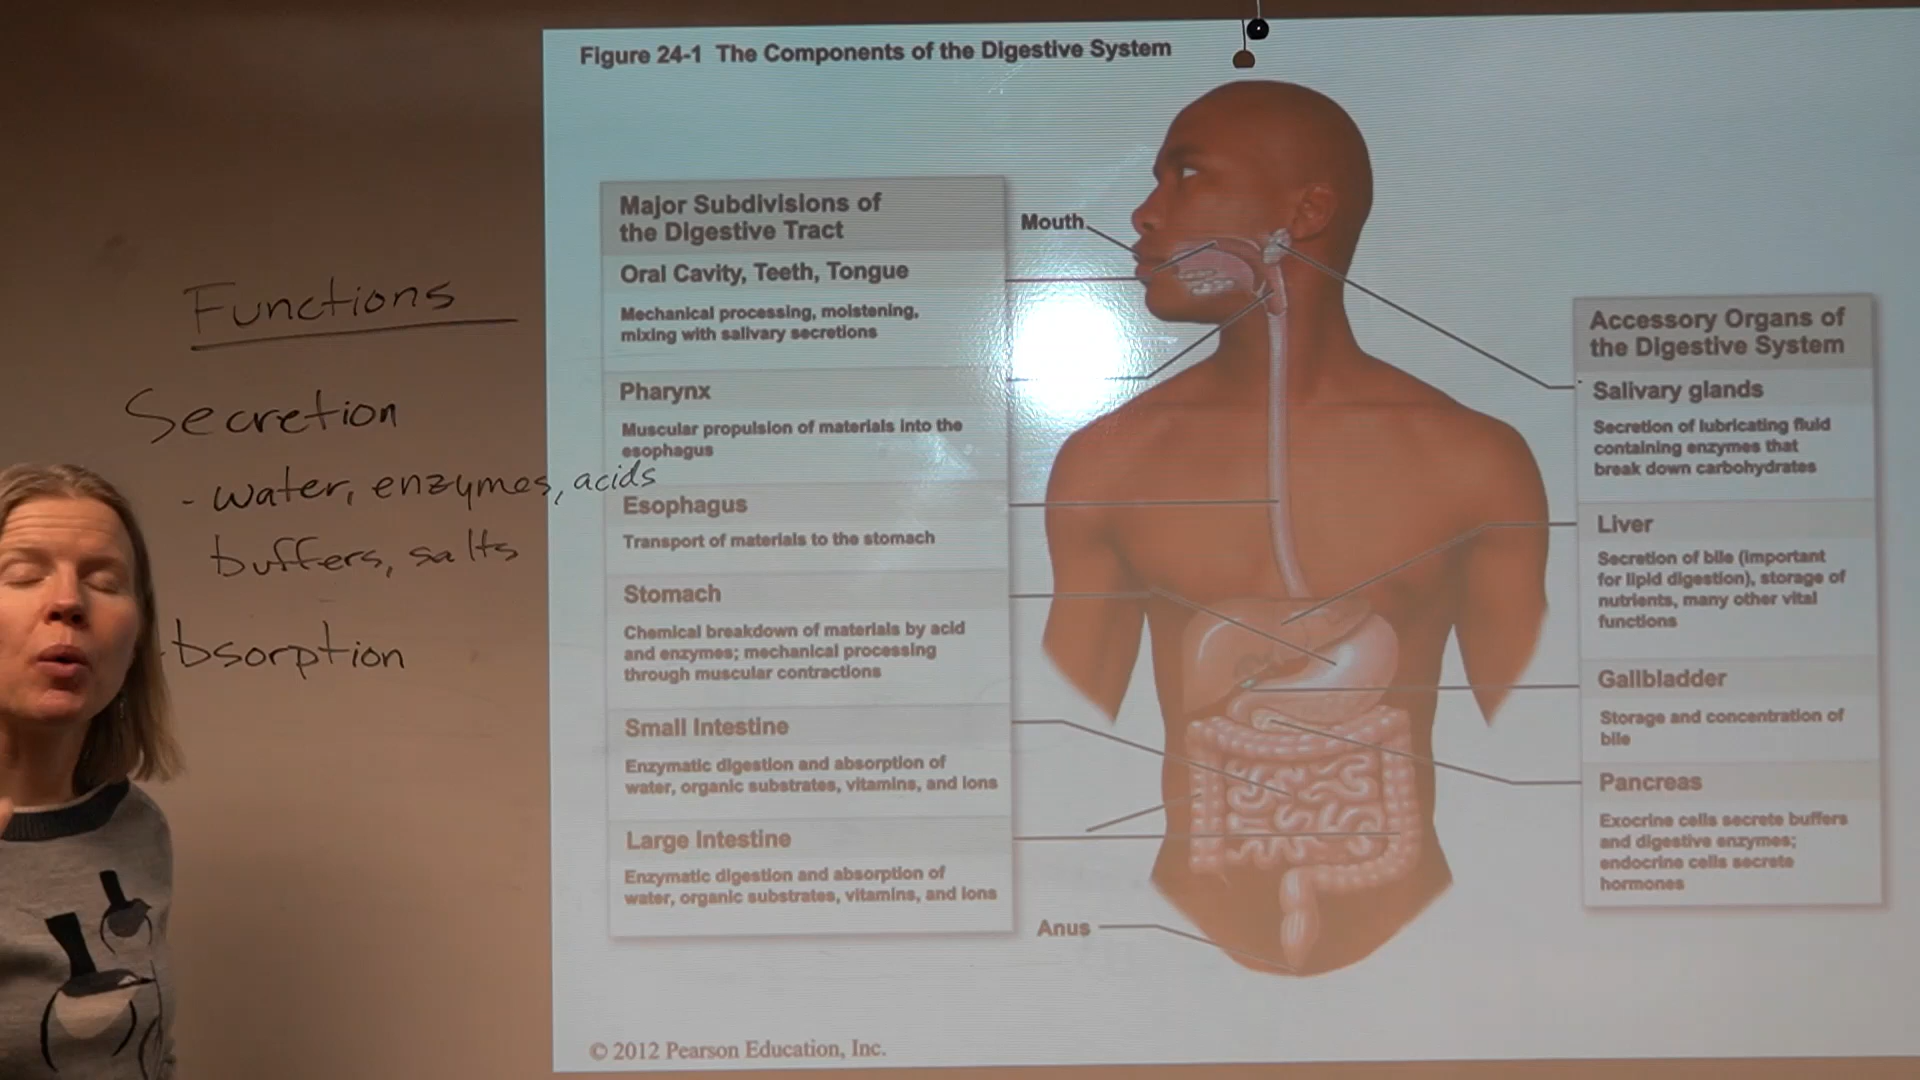 Figure 24-1 The Components of the Digestive System
Functions
Secretion
- water, enzymes, acids
buffers, salts
bsorption
Major Subdivisions of
the Digestive Tract
Oral Cavity, Teeth, Tongue
Mechanical processing, moistening,
mixing with salivary secretions
Pharynx
Muscular propulsion of materials into the
esophagus
Esophagus
Transport of materials to the stomach
Stomach
Chemical breakdown of materials by acid
and enzymes; mechanical processing
through muscular contractions
Small Intestine
Enzymatic digestion and absorption of
water, organic substrates, vitamins, and ions
Large Intestine
Enzymatic digestion and absorption of
water, organic substrates, vitamins, and ions
Mouth
Anus
Accessory Organs of
the Digestive System
Salivary glands
Secretion of lubricating fluid
containing enzymes that
break down carbohydrates
Liver
Secretion of bile (important
for lipid digestion), storage of
nutrients, many other vital
functions
Gallbladder
Storage and concentration of
bile
Pancreas
Exocrine cells secrete buffers
and digestive enzymes;
endocrine cells secrete
hormones
© 2012 Pearson Education, Inc.